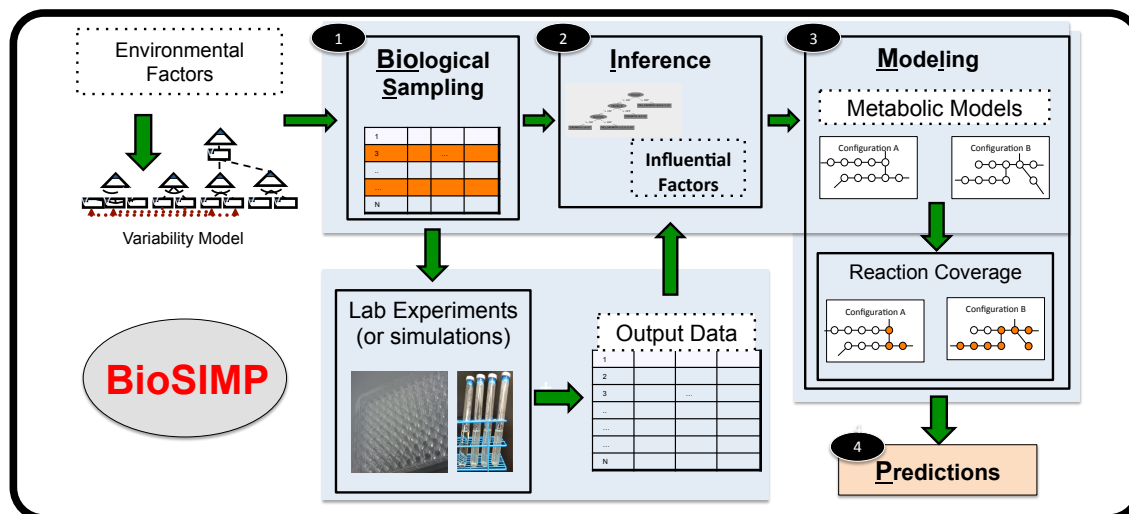 Environmental
Factors
Variability Model
BioSIMP
1
Biological
Sampling
1
3
...
..
...
N
2
Inference
Influential
Factors
3
Modeling
Metabolic Models
Configuration A
Configuration B
Reaction Coverage
Configuration A
Configuration B
Lab Experiments
(or simulations)
Output Data
1
2
3
...
..
...
...
N
4
Predictions